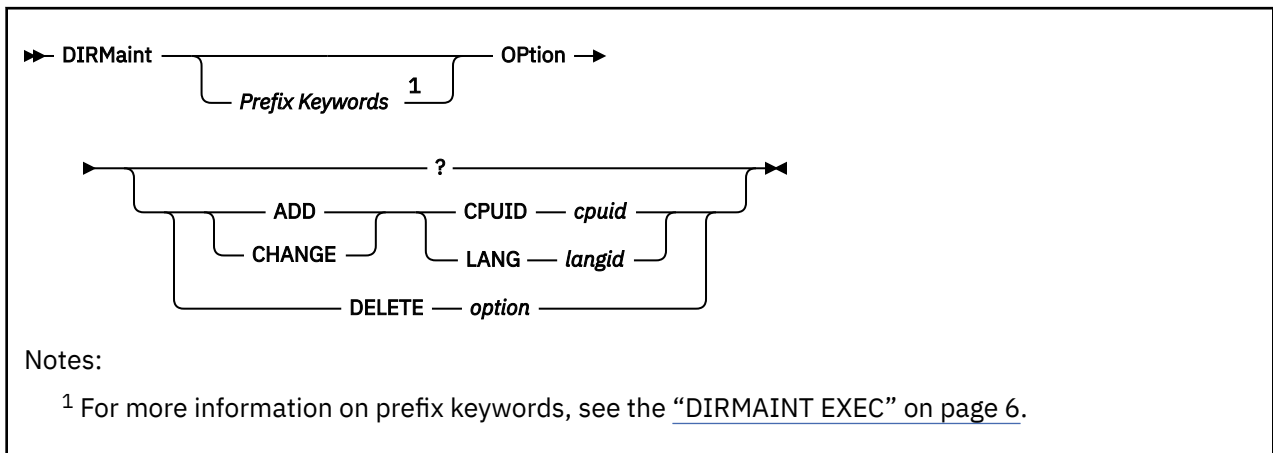 DIRMaint OPtion
Prefix Keywords 1
?
ADD CPUID cpuid
CHANGE LANG langid
DELETE option
Notes:
1 For more information on prefix keywords, see the “DIRMAINT EXEC” on page 6.